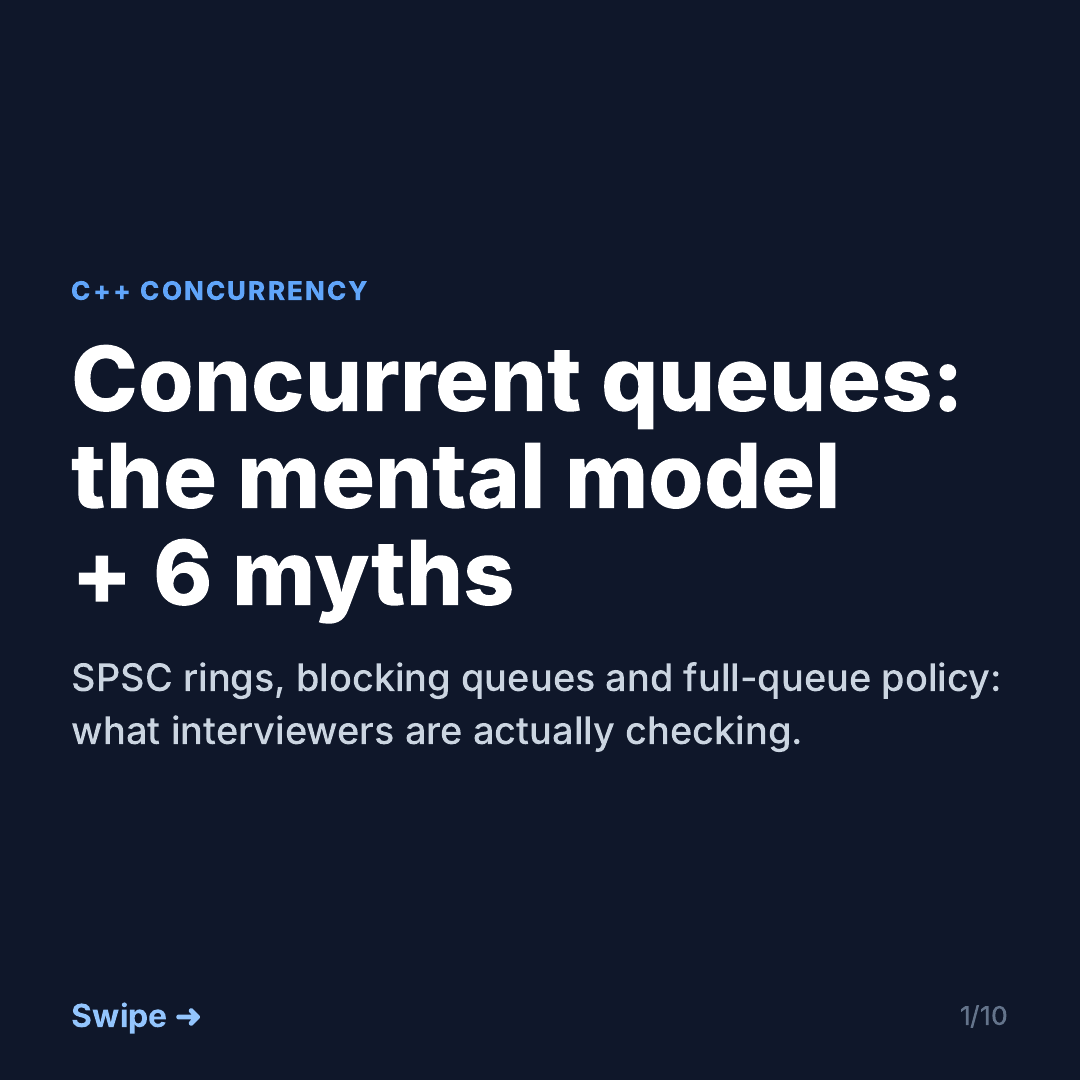 C++ CONCURRENCY
Concurrent queues:
the mental model
+ 6 myths
SPSC rings, blocking queues and full-queue policy:
what interviewers are actually checking.
Swipe ➜
1/10